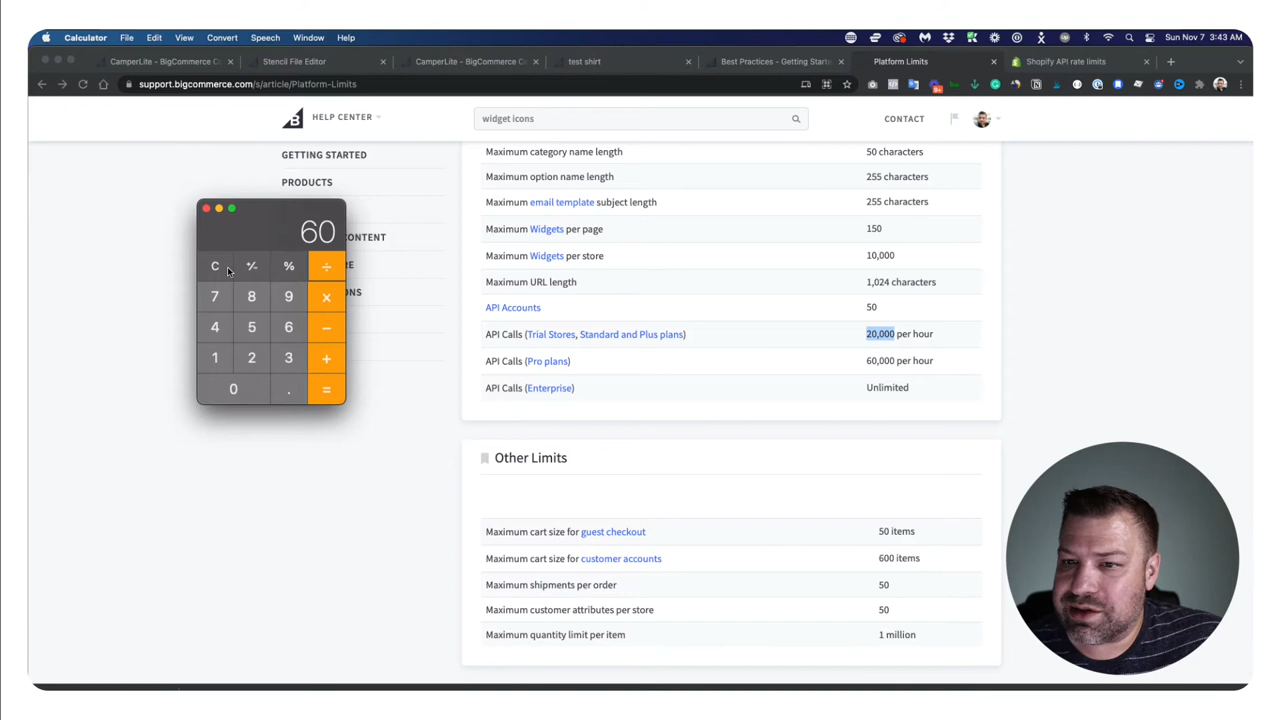 Calculator File Edit View Convert Speech Window Help Sun Nov 7 3:43 AM
CamperLite - BigCommerce Co Stencil File Editor CamperLite - BigCommerce Co test shirt Best Practices - Getting Starte Platform Limits Shopify API rate limits
support.bigcommerce.com/s/article/Platform-Limits
B HELP CENTER widget icons CONTACT
GETTING STARTED
PRODUCTS
ONTENT
RE
ONS
60
C +/- % ÷
7 8 9 ×
4 5 6 −
1 2 3 +
0 . =
Maximum category name length 50 characters
Maximum option name length 255 characters
Maximum email template subject length 255 characters
Maximum Widgets per page 150
Maximum Widgets per store 10,000
Maximum URL length 1,024 characters
API Accounts 50
API Calls (Trial Stores, Standard and Plus plans) 20,000 per hour
API Calls (Pro plans) 60,000 per hour
API Calls (Enterprise) Unlimited
Other Limits
Maximum cart size for guest checkout 50 items
Maximum cart size for customer accounts 600 items
Maximum shipments per order 50
Maximum customer attributes per store 50
Maximum quantity limit per item 1 million